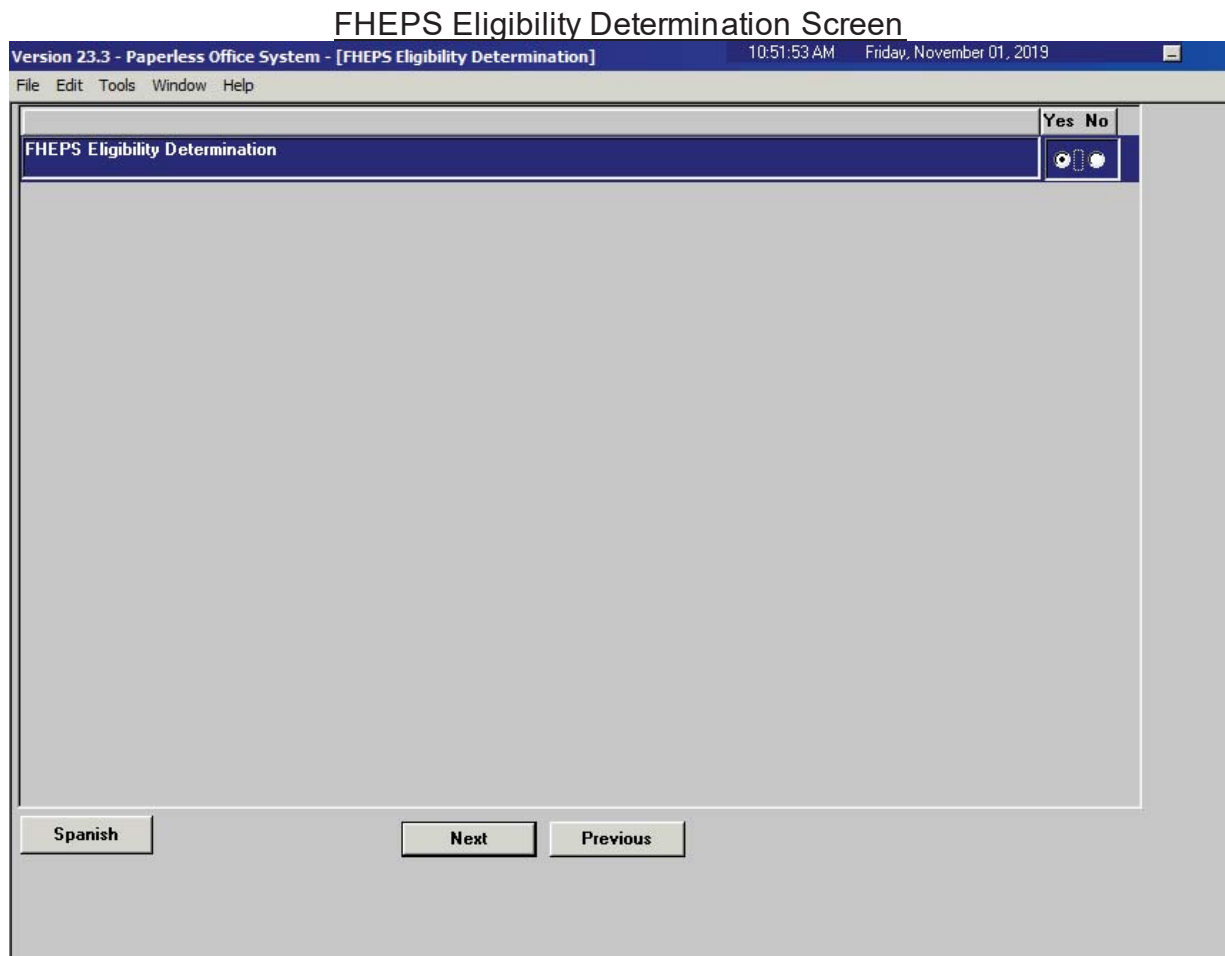 FHEPS Eligibility Determination Screen
Version 23.3 - Paperless Office System - [FHEPS Eligibility Determination] 10:51:53 AM Friday, November 01, 2019
File Edit Tools Window Help
Yes No
FHEPS Eligibility Determination
Spanish Next Previous